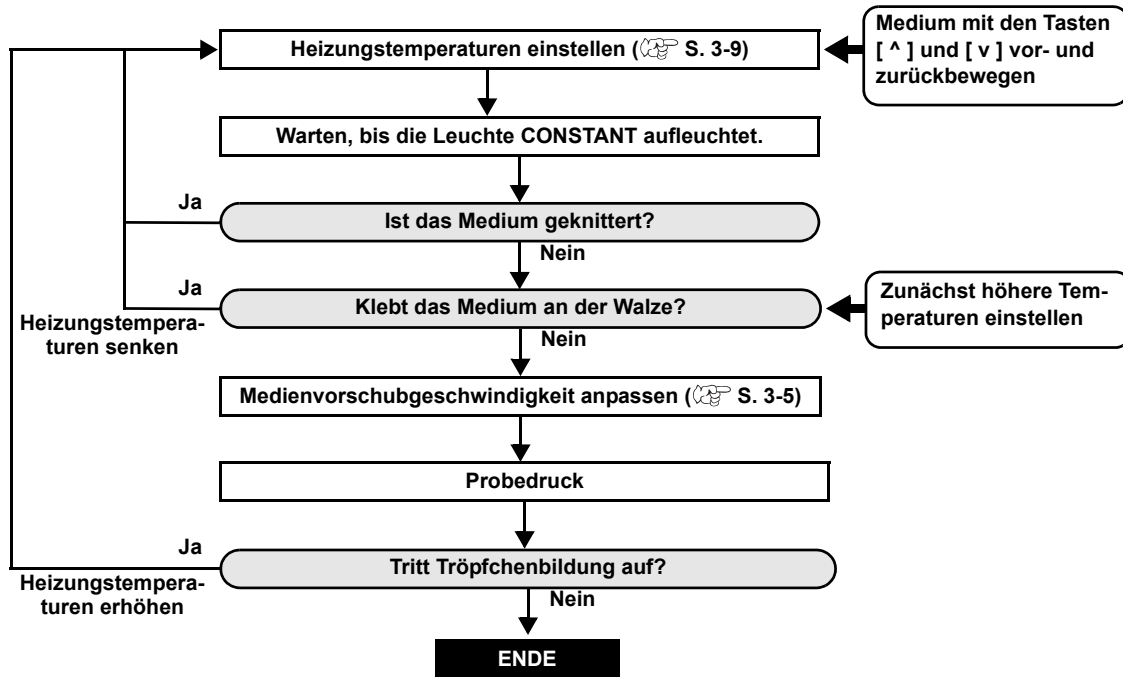 Heizungstemperaturen einstellen (☞ S. 3-9)
Medium mit den Tasten
[ ^ ] und [ v ] vor- und
zurückbewegen
Warten, bis die Leuchte CONSTANT aufleuchtet.
Ja
Ist das Medium geknittert?
Nein
Ja
Klebt das Medium an der Walze?
Zunächst höhere Tem-
peraturen einstellen
Heizungstempera-
turen senken
Nein
Medienvorschubgeschwindigkeit anpassen (☞ S. 3-5)
Probedruck
Ja
Tritt Tröpfchenbildung auf?
Heizungstempera-
turen erhöhen
Nein
ENDE